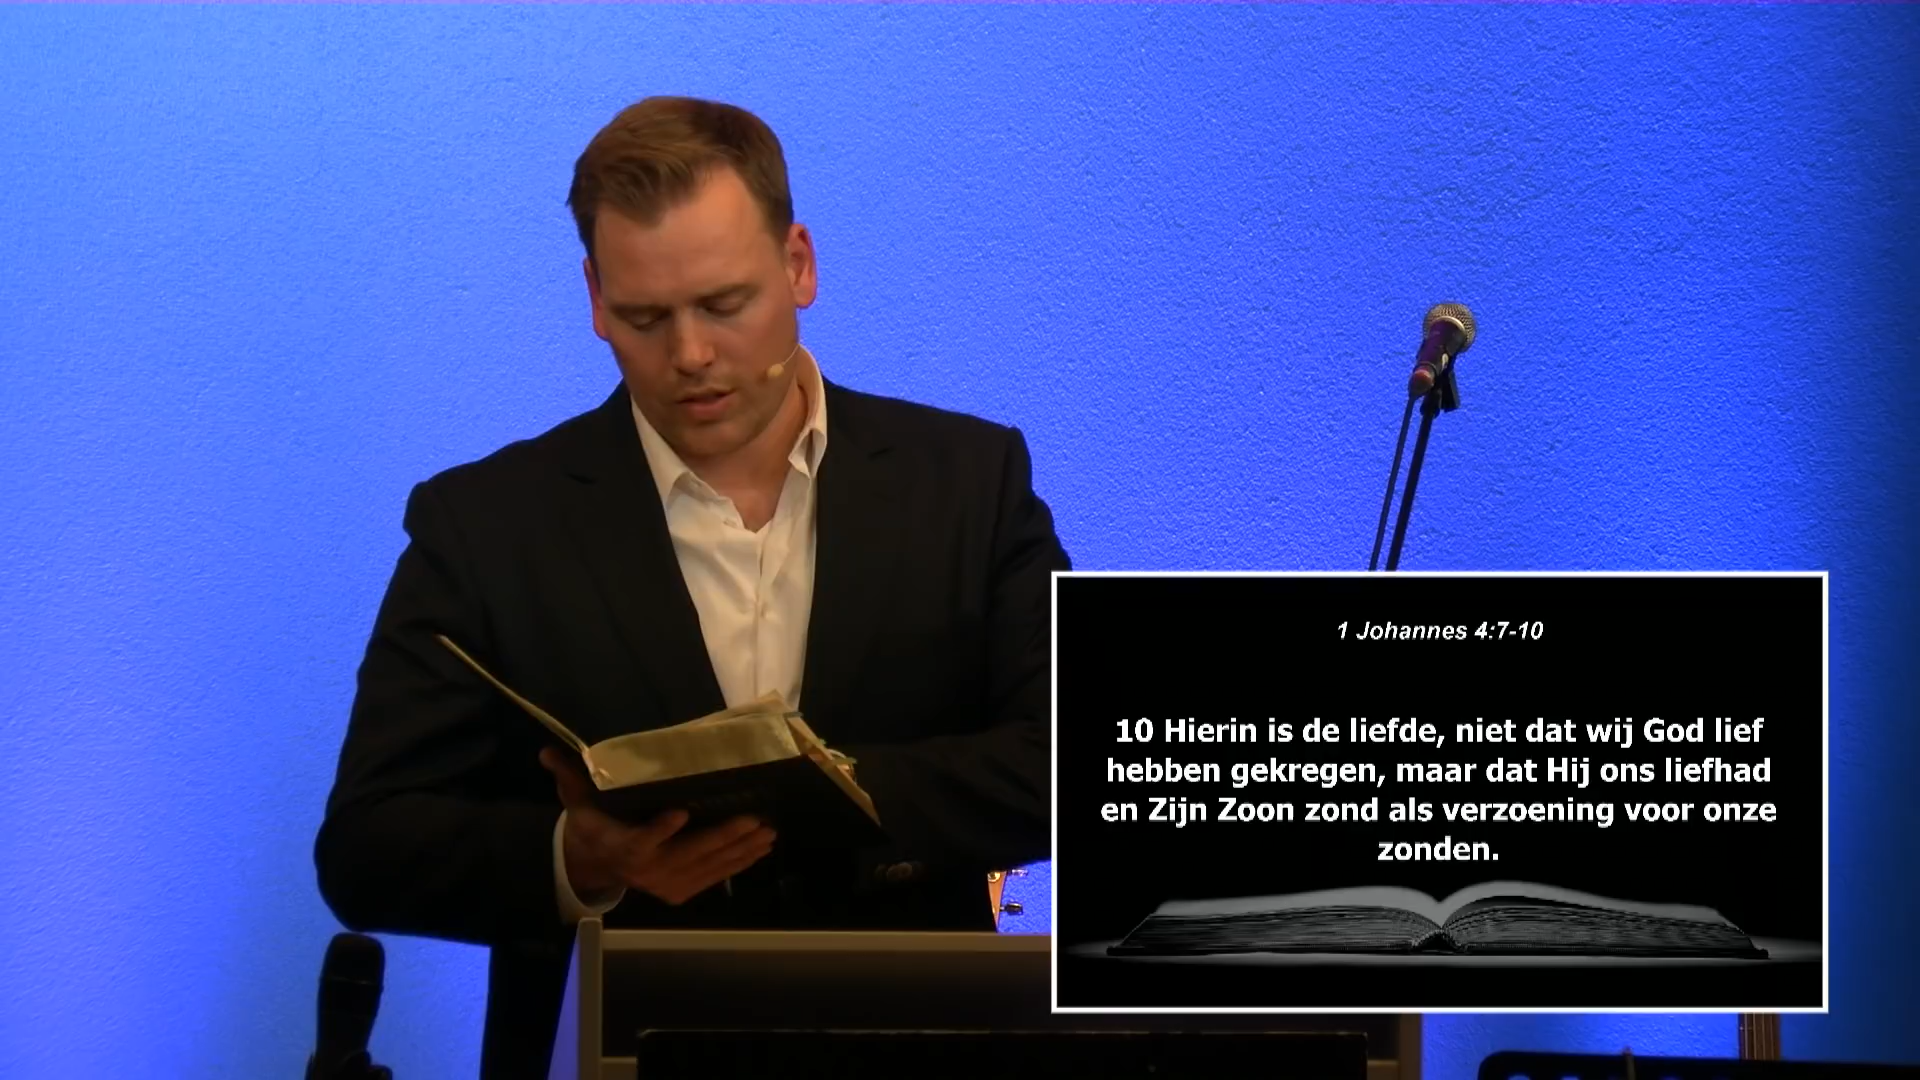 1 Johannes 4:7-10
10 Hierin is de liefde, niet dat wij God lief
hebben gekregen, maar dat Hij ons liefhad
en Zijn Zoon zond als verzoening voor onze
zonden.